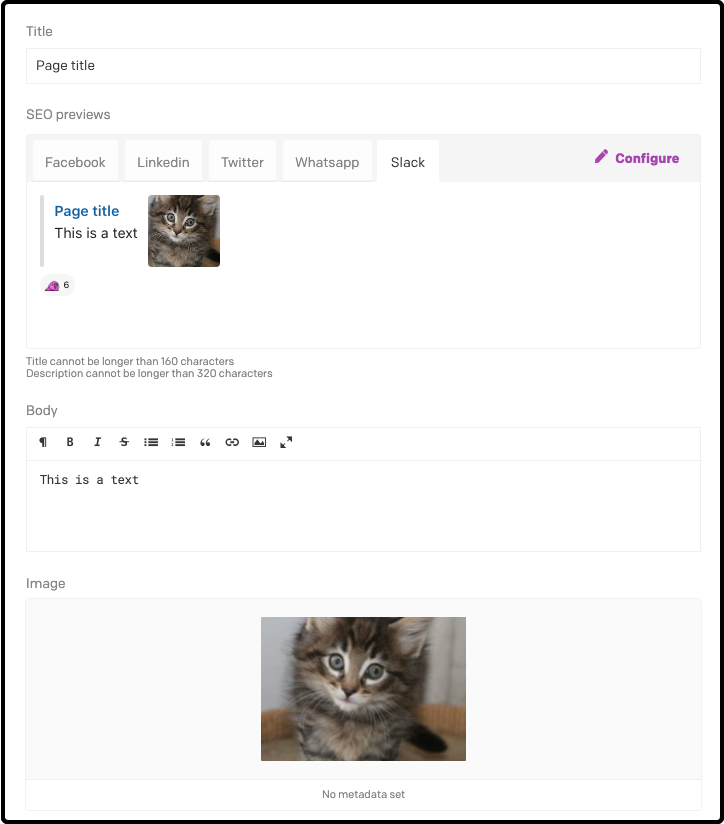 Title
Page title
SEO previews
Facebook
Linkedin
Twitter
Whatsapp
Slack
Configure
Page title
This is a text
6
Title cannot be longer than 160 characters
Description cannot be longer than 320 characters
Body
This is a text
Image
No metadata set